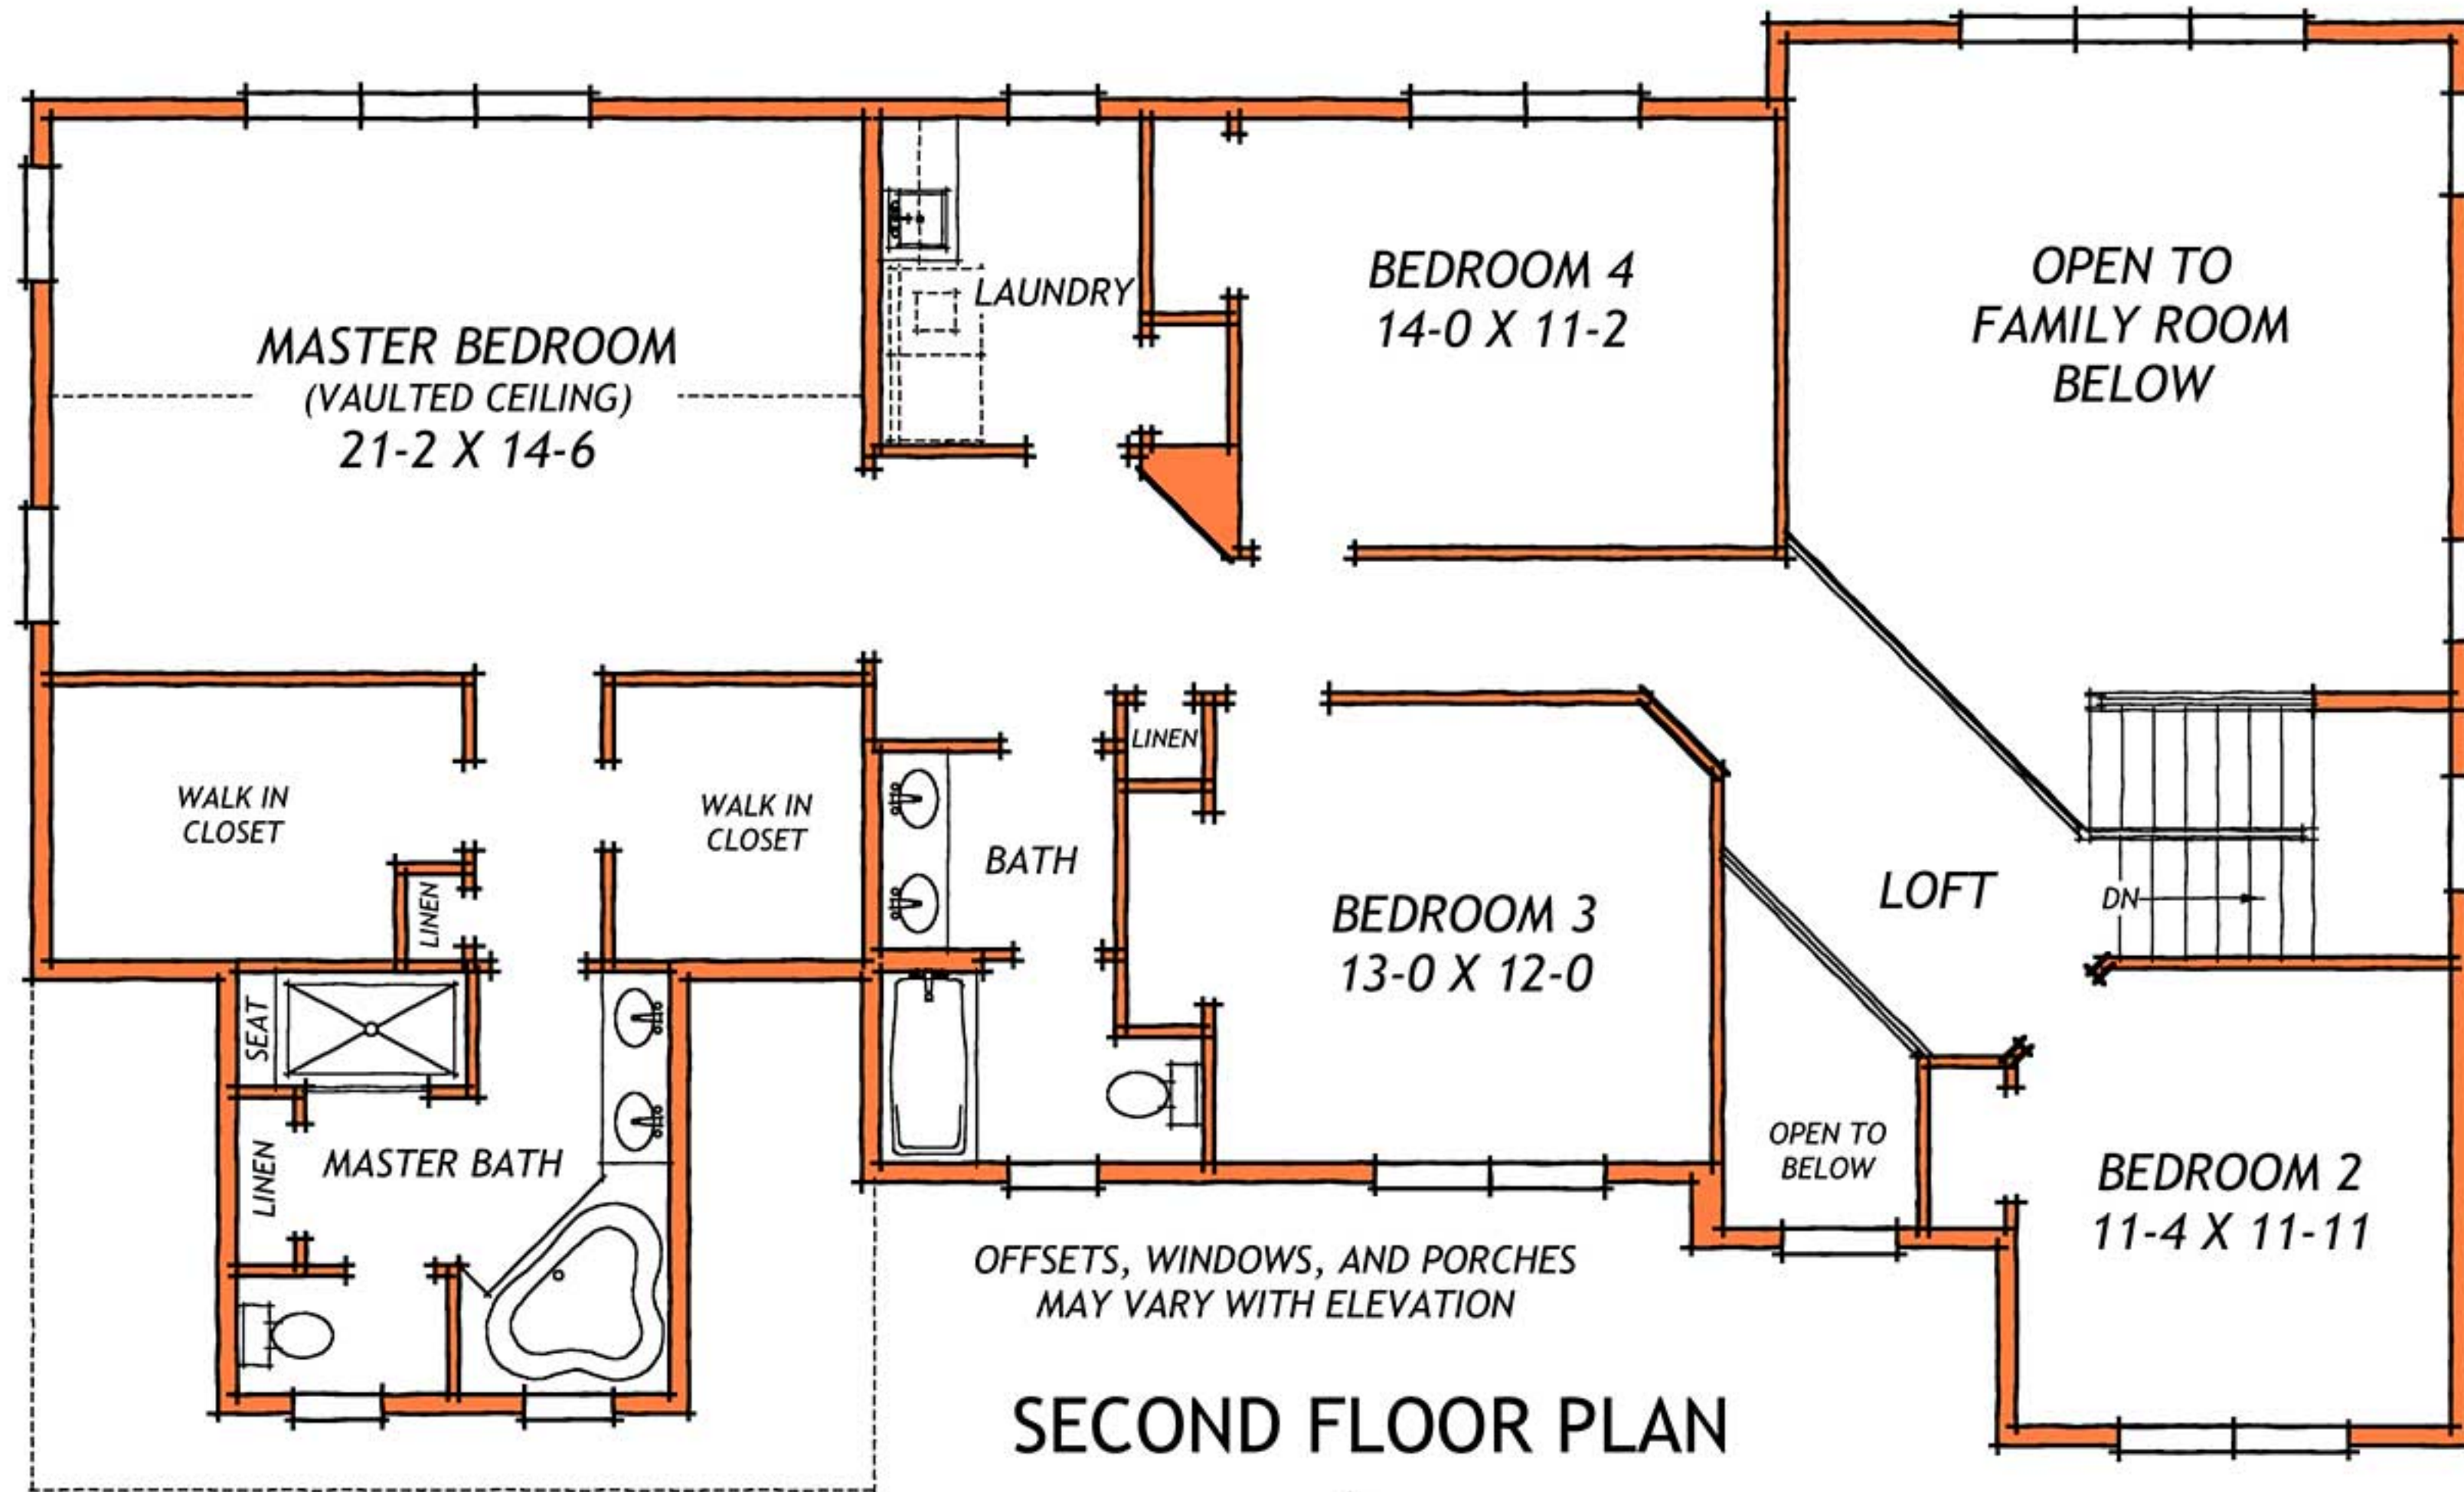 MASTER BEDROOM
(VAULTED CEILING)
21-2 X 14-6
LAUNDRY
BEDROOM 4
14-0 X 11-2
OPEN TO
FAMILY ROOM
BELOW
WALK IN
CLOSET
LINEN
WALK IN
CLOSET
BATH
LINEN
BEDROOM 3
13-0 X 12-0
LOFT
DN
SEAT
LINEN
MASTER BATH
OPEN TO
BELOW
BEDROOM 2
11-4 X 11-11
OFFSETS, WINDOWS, AND PORCHES
MAY VARY WITH ELEVATION
SECOND FLOOR PLAN